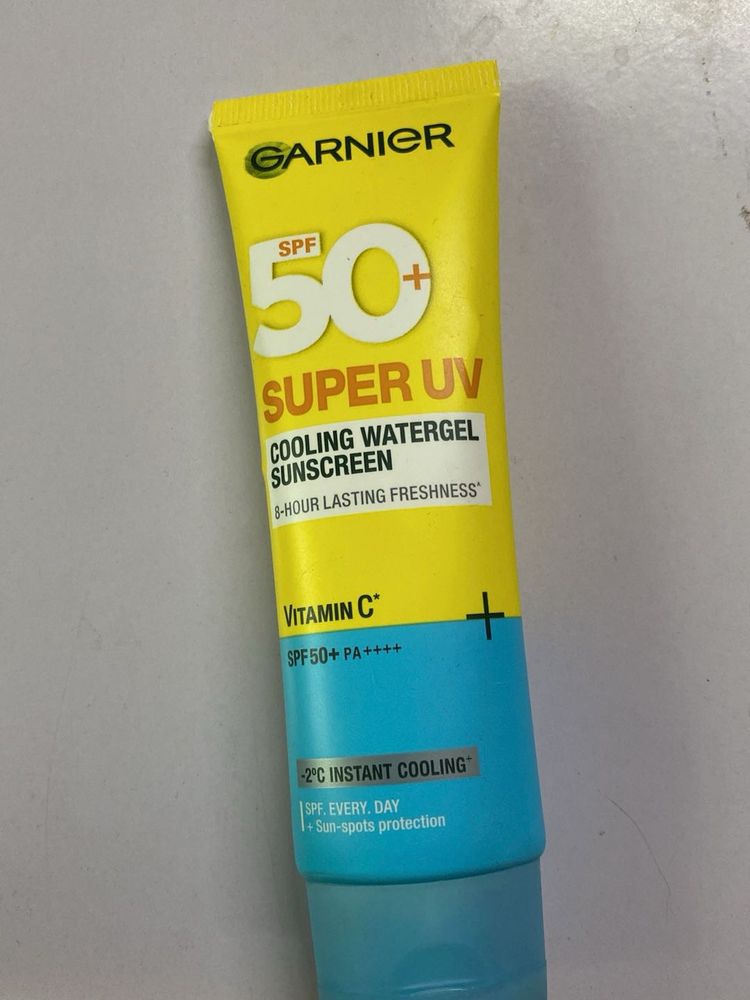 GARNIER
SPF
50+
SUPER UV
COOLING WATERGEL
SUNSCREEN
8-HOUR LASTING FRESHNESS^
VITAMIN C*
+
SPF50+ PA++++
-2°C INSTANT COOLING+
SPF. EVERY. DAY
+ Sun-spots protection